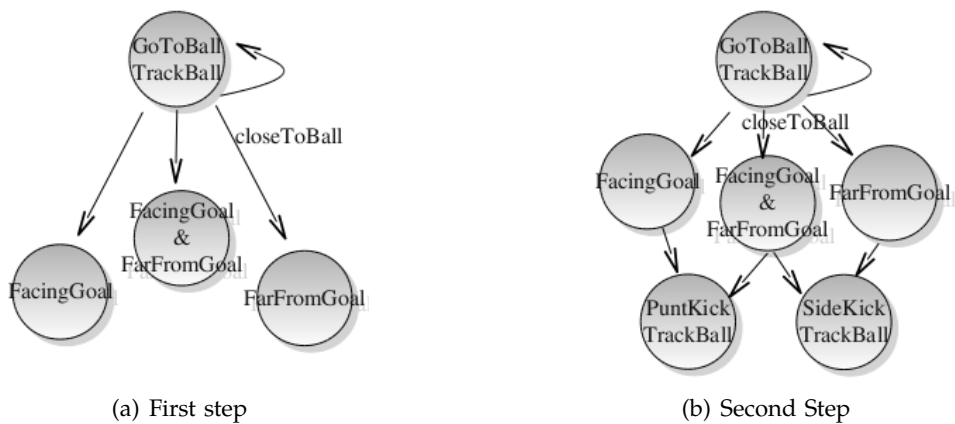 GoToBall
TrackBall
closeToBall
FacingGoal
&
FarFromGoal
FacingGoal
FarFromGoal
(a) First step
GoToBall
TrackBall
closeToBall
FacingGoal
FacingGoal
&
FarFromGoal
FarFromGoal
PuntKick
TrackBall
SideKick
TrackBall
(b) Second Step